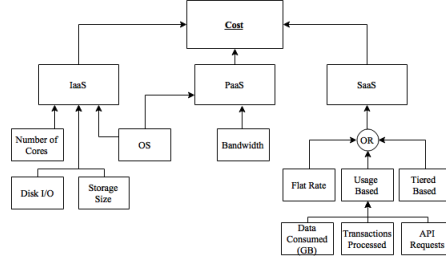 Cost
IaaS
PaaS
SaaS
Number of
Cores
OS
Bandwidth
OR
Disk I/O
Storage
Size
Flat Rate
Usage
Based
Tiered
Based
Data
Consumed
(GB)
Transactions
Processed
API
Requests